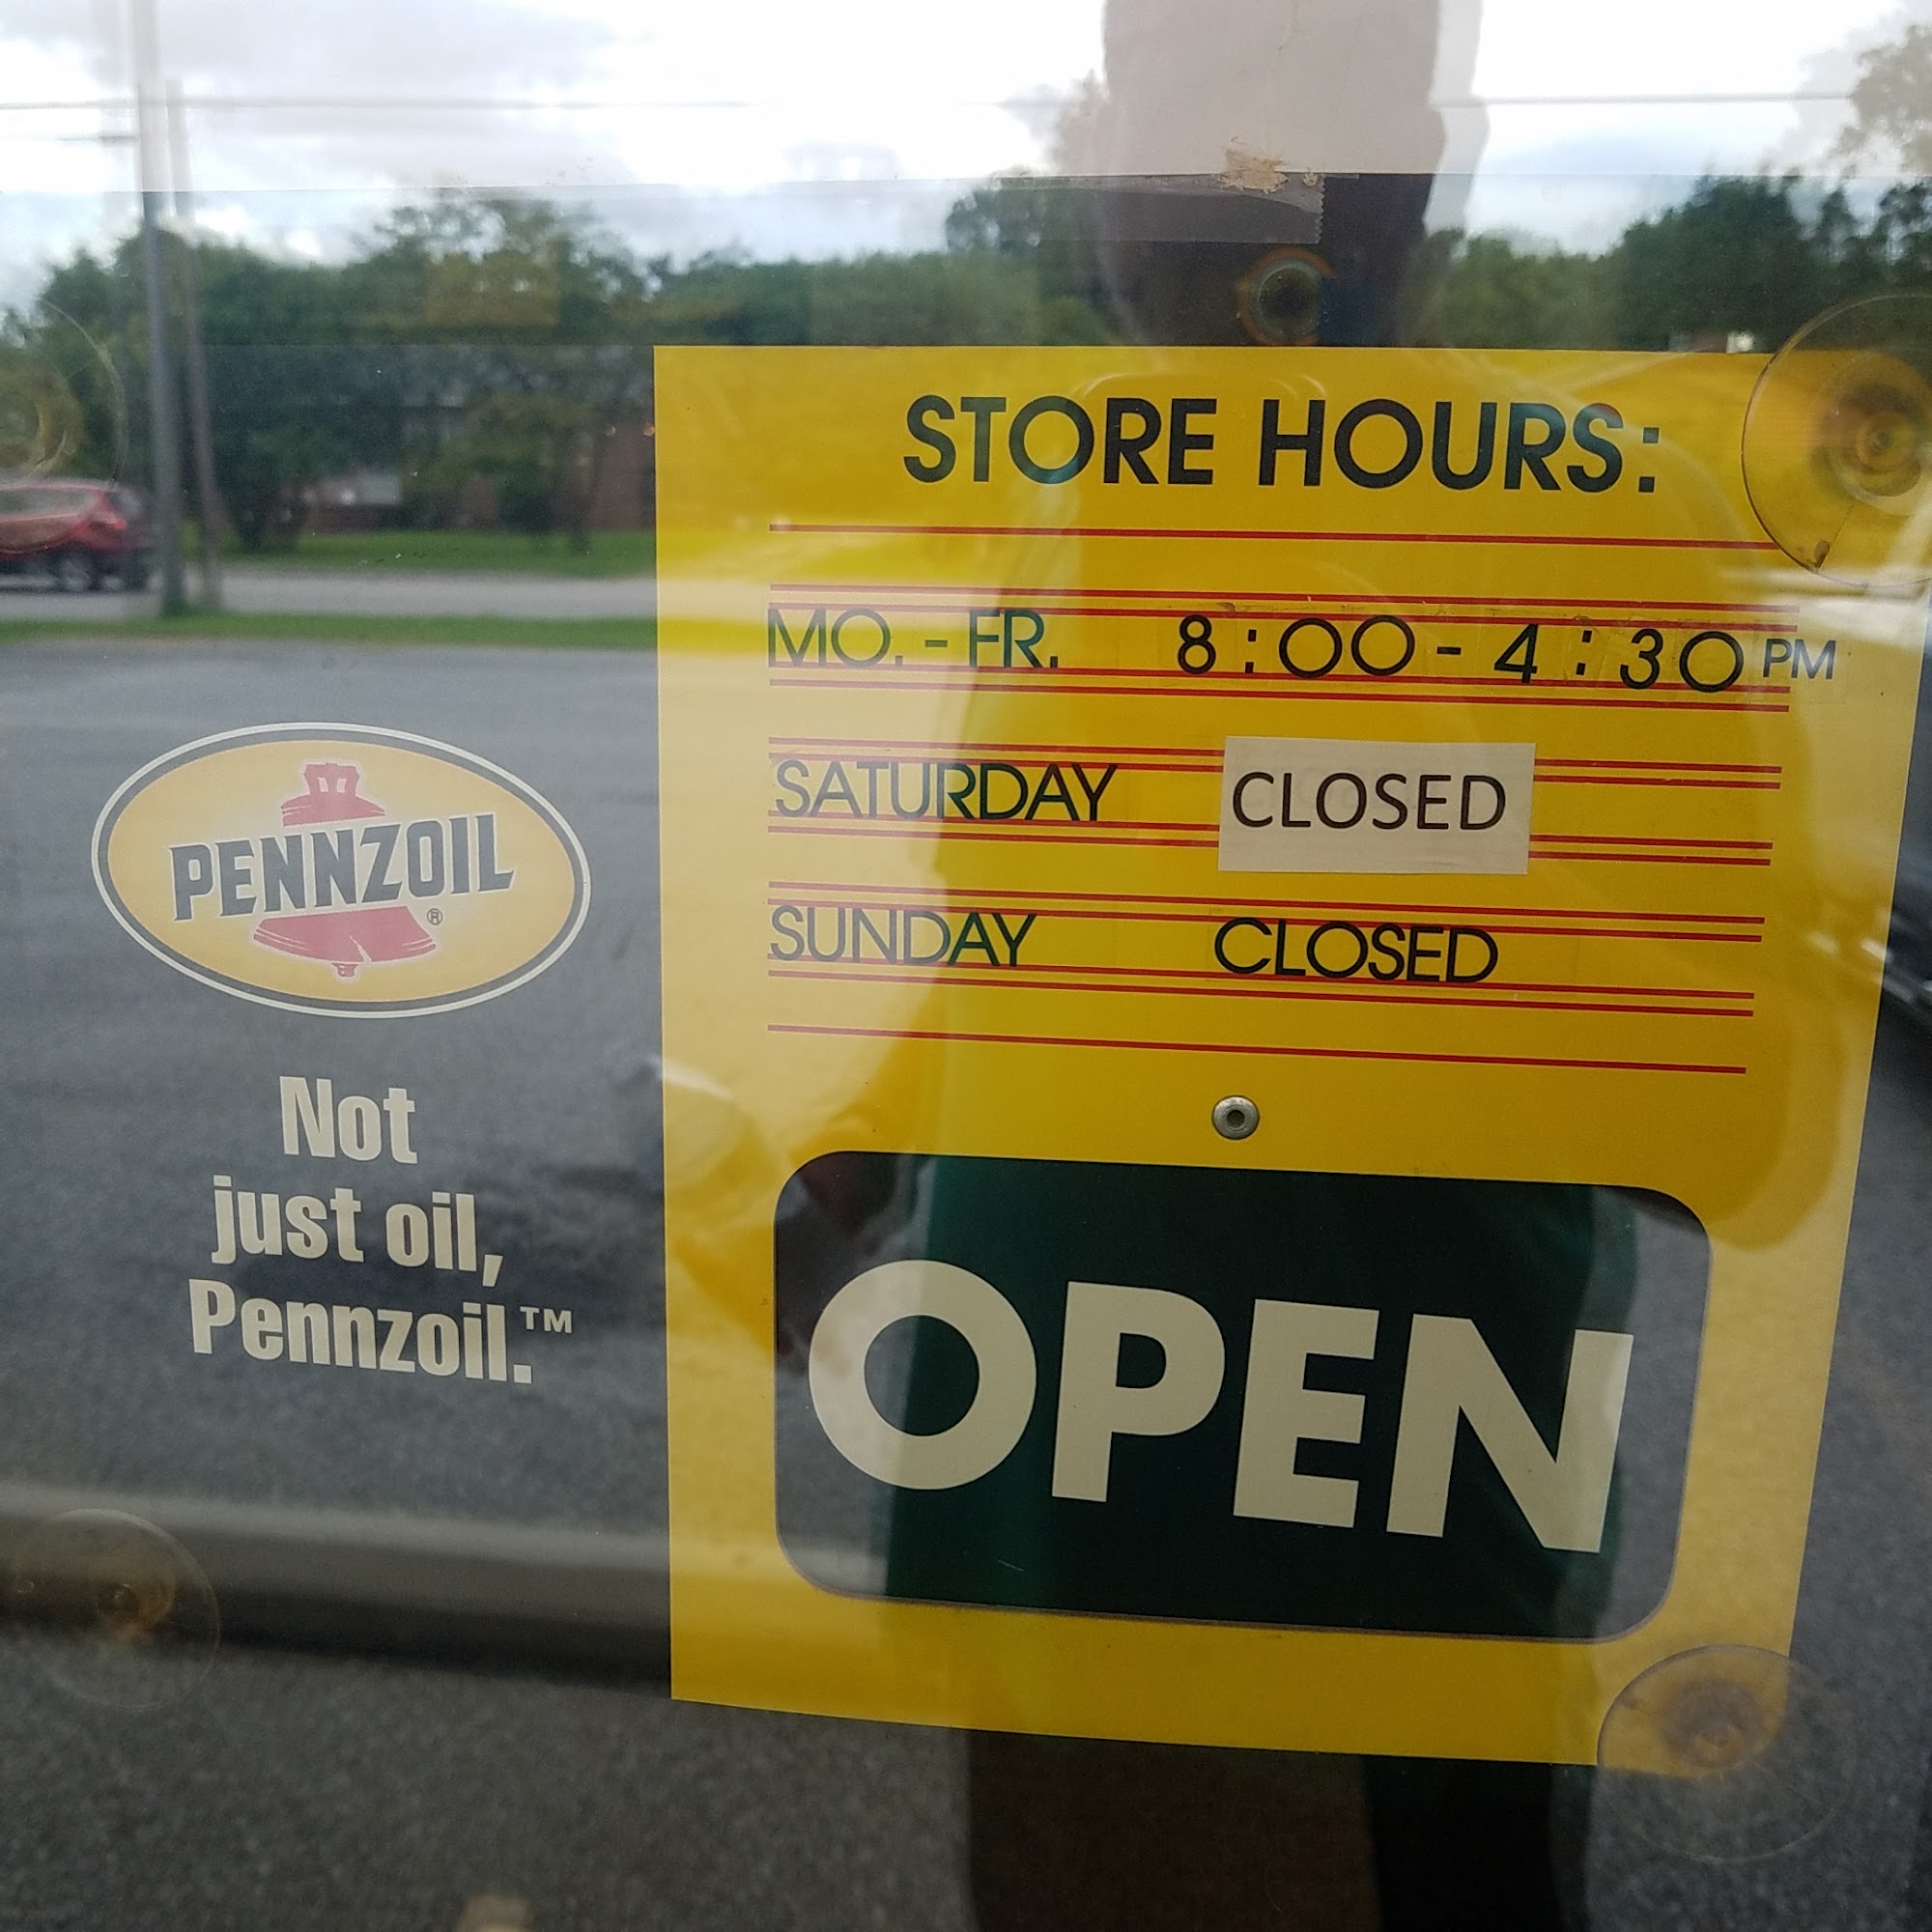 STORE HOURS:
MO. - FR. 8:00 - 4:30 PM
SATURDAY CLOSED
SUNDAY CLOSED
OPEN
PENNZOIL®
Not
just oil,
Pennzoil.™